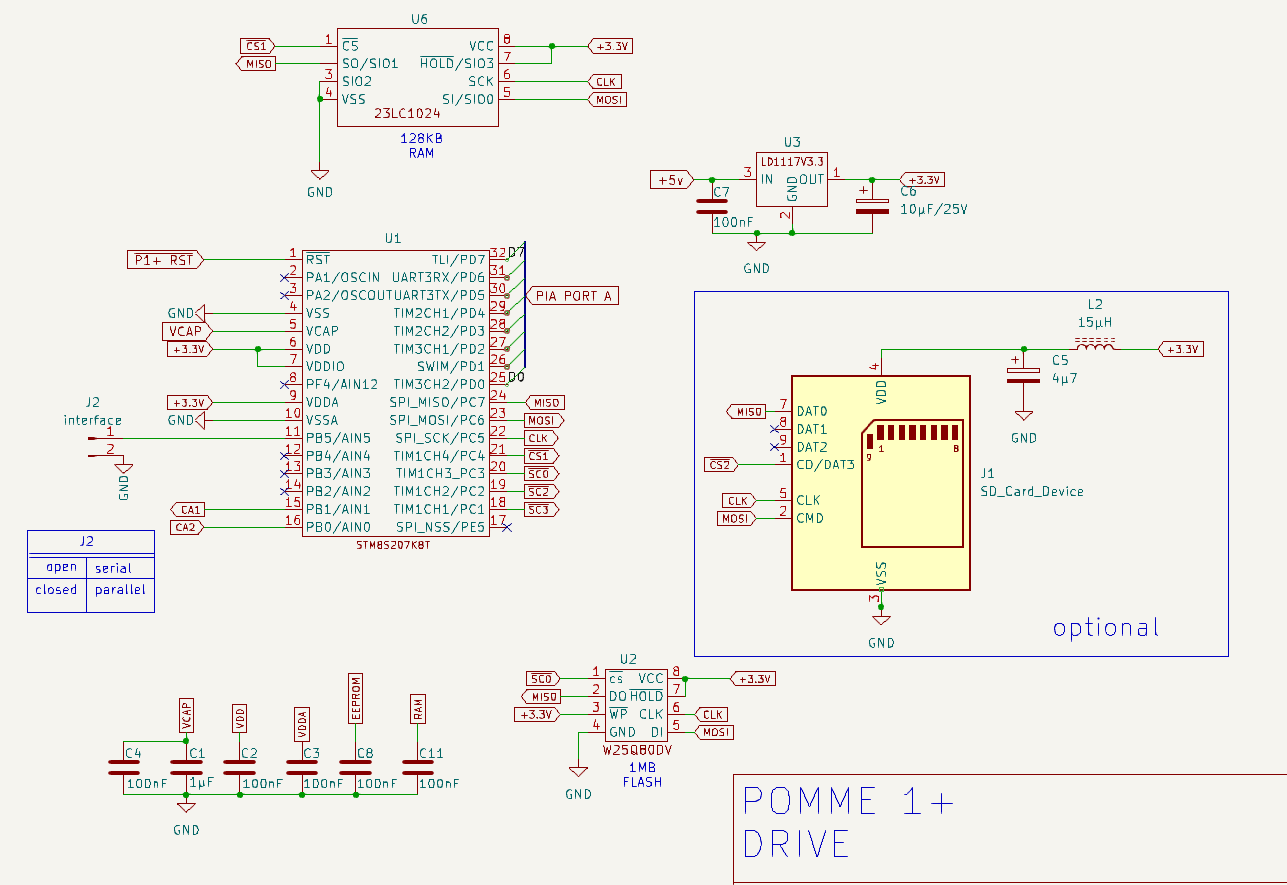 U6
CS1 1 CS VCC 8 +3.3V
MISO SO/SIO1 HOLD/SIO3 7
3 SIO2 SCK 6 CLK
4 VSS SI/SIO0 5 MOSI
23LC1024
128KB
RAM
GND
U3
LD1117V3.3
+5v 3 IN OUT 1 +3.3V
GND
2
C7
100nF
C6
10µF/25V
GND
U1
P1+ RST 1 RST TLI/PD7 32 D7
2 PA1/OSCIN UART3RX/PD6 31
3 PA2/OSCOUT UART3TX/PD5 30 PIA PORT A
GND 4 VSS TIM2CH1/PD4 29
VCAP 5 VCAP TIM2CH2/PD3 28
+3.3V 6 VDD TIM3CH1/PD2 27
7 VDDIO SWIM/PD1 26
8 PF4/AIN12 TIM3CH2/PD0 25 D0
+3.3V 9 VDDA SPI_MISO/PC7 24 MISO
GND 10 VSSA SPI_MOSI/PC6 23 MOSI
11 PB5/AIN5 SPI_SCK/PC5 22 CLK
12 PB4/AIN4 TIM1CH4/PC4 21 CS1
13 PB3/AIN3 TIM1CH3_PC3 20 SC0
14 PB2/AIN2 TIM1CH2/PC2 19 SC2
CA1 15 PB1/AIN1 TIM1CH1/PC1 18 SC3
CA2 16 PB0/AIN0 SPI_NSS/PE5 17
STM8S207K8T
J2
interface
1
2
GND
J2
open serial
closed parallel
L2
15µH
+3.3V
C5
4µ7
GND
4
VDD
MISO 7 DAT0
8 DAT1
9 DAT2
CS2 1 CD/DAT3
CLK 5 CLK
MOSI 2 CMD
9 1 8
J1
SD_Card_Device
VSS
3
GND
optional
U2
SC0 1 cs VCC 8 +3.3V
MISO 2 DO HOLD 7
+3.3V 3 WP CLK 6 CLK
4 GND DI 5 MOSI
W25Q80DV
1MB
FLASH
GND
VCAP VDD VDDA EEPROM RAM
C4 C1 C2 C3 C8 C11
100nF 1µF 100nF 100nF 100nF 100nF
GND
POMME 1+
DRIVE